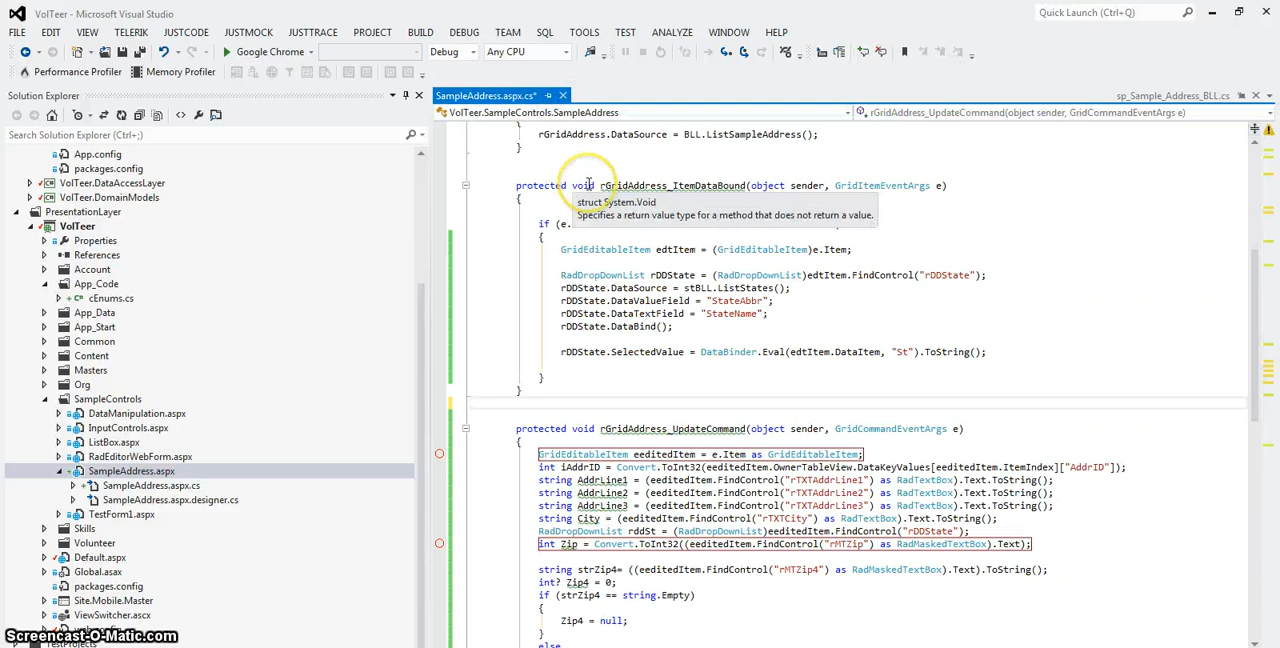 VolTeer - Microsoft Visual Studio
Quick Launch (Ctrl+Q)
FILE EDIT VIEW TELERIK JUSTCODE JUSTMOCK JUSTTRACE PROJECT BUILD DEBUG TEAM SQL TOOLS TEST ANALYZE WINDOW HELP
Google Chrome Debug Any CPU
Performance Profiler Memory Profiler
Solution Explorer
Search Solution Explorer (Ctrl+;)
App.config
packages.config
VolTeer.DataAccessLayer
VolTeer.DomainModels
PresentationLayer
VolTeer
Properties
References
Account
App_Code
cEnums.cs
App_Data
App_Start
Common
Content
Masters
Org
SampleControls
DataManipulation.aspx
InputControls.aspx
ListBox.aspx
RadEditorWebForm.aspx
SampleAddress.aspx
SampleAddress.aspx.cs
SampleAddress.aspx.designer.cs
TestForm1.aspx
Skills
Volunteer
Default.aspx
Global.asax
packages.config
Site.Mobile.Master
ViewSwitcher.ascx
Screencast-O-Matic.com
SampleAddress.aspx.cs*
sp_Sample_Address_BLL.cs
VolTeer.SampleControls.SampleAddress
rGridAddress_UpdateCommand(object sender, GridCommandEventArgs e)
}
rGridAddress.DataSource = BLL.ListSampleAddress();
}
protected void rGridAddress_ItemDataBound(object sender, GridItemEventArgs e)
{
struct System.Void
Specifies a return value type for a method that does not return a value.
if (e.
{
GridEditableItem edtItem = (GridEditableItem)e.Item;
RadDropDownList rDDState = (RadDropDownList)edtItem.FindControl("rDDState");
rDDState.DataSource = stBLL.ListStates();
rDDState.DataValueField = "StateAbbr";
rDDState.DataTextField = "StateName";
rDDState.DataBind();
rDDState.SelectedValue = DataBinder.Eval(edtItem.DataItem, "St").ToString();
}
}
protected void rGridAddress_UpdateCommand(object sender, GridCommandEventArgs e)
{
GridEditableItem eeditedItem = e.Item as GridEditableItem;
int iAddrID = Convert.ToInt32(eeditedItem.OwnerTableView.DataKeyValues[eeditedItem.ItemIndex]["AddrID"]);
string AddrLine1 = (eeditedItem.FindControl("rTXTAddrLine1") as RadTextBox).Text.ToString();
string AddrLine2 = (eeditedItem.FindControl("rTXTAddrLine2") as RadTextBox).Text.ToString();
string AddrLine3 = (eeditedItem.FindControl("rTXTAddrLine3") as RadTextBox).Text.ToString();
string City = (eeditedItem.FindControl("rTXTCity") as RadTextBox).Text.ToString();
RadDropDownList rddSt = (RadDropDownList)eeditedItem.FindControl("rDDState");
int Zip = Convert.ToInt32((eeditedItem.FindControl("rMTZip") as RadMaskedTextBox).Text);
string strZip4= ((eeditedItem.FindControl("rMTZip4") as RadMaskedTextBox).Text).ToString();
int? Zip4 = 0;
if (strZip4 == string.Empty)
{
Zip4 = null;
}
else